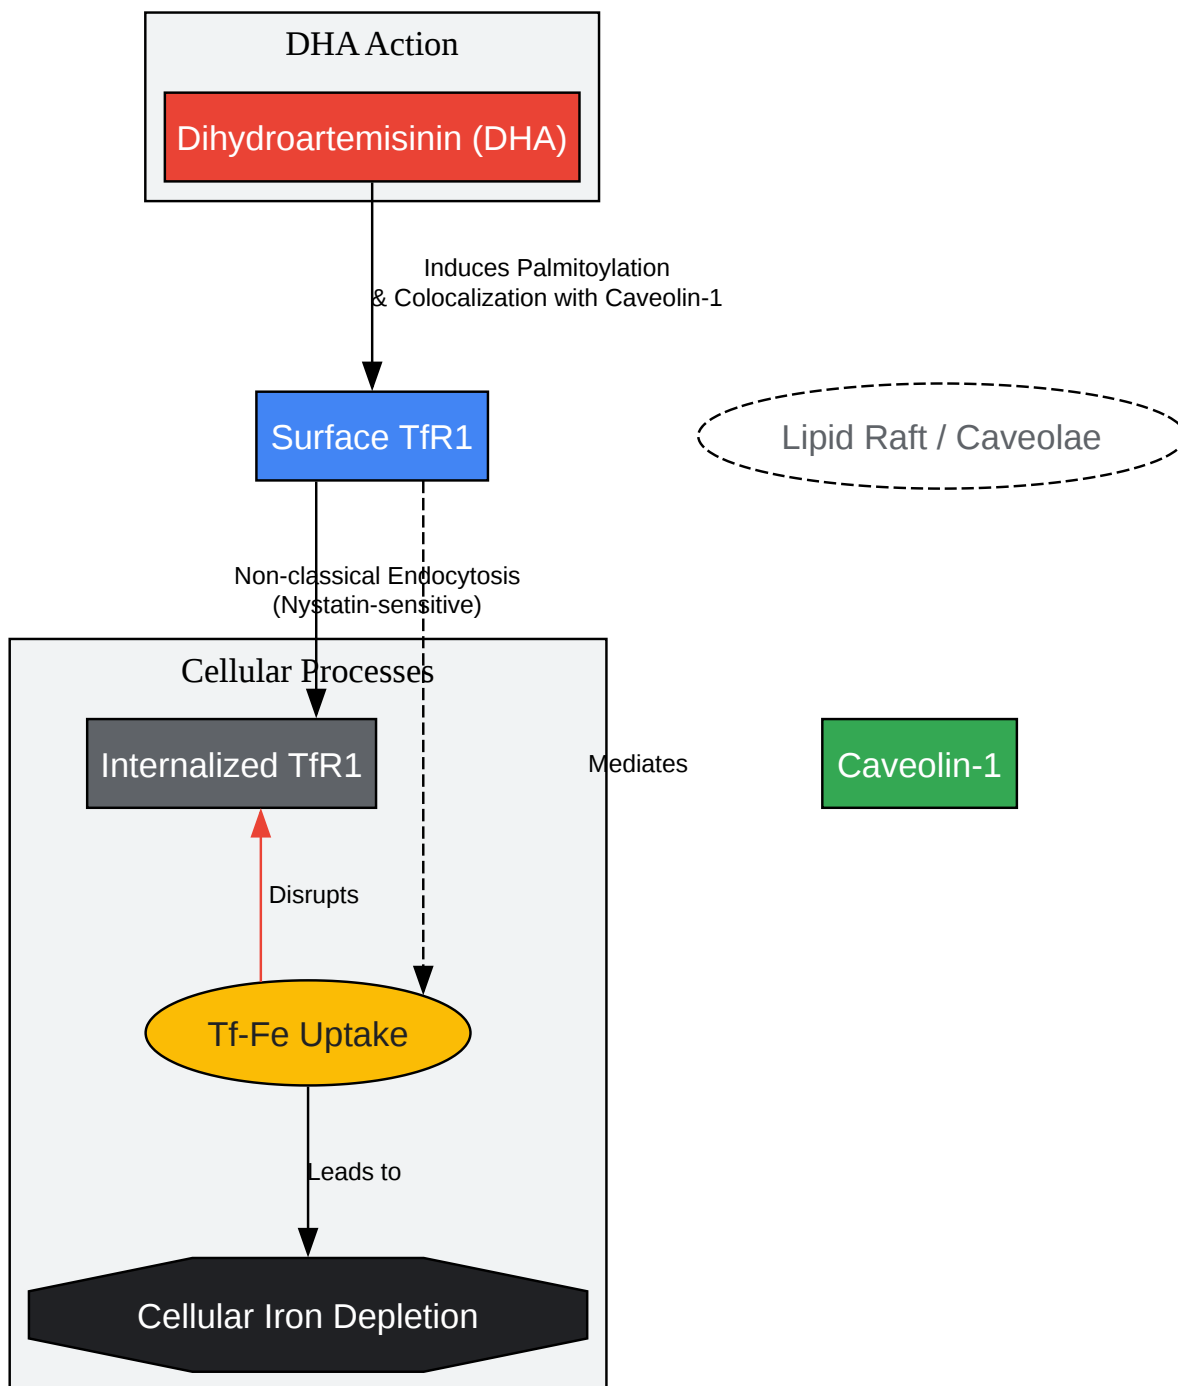 DHA Action
Dihydroartemisinin (DHA)
Induces Palmitoylation
& Colocalization with Caveolin-1
Surface TfR1
Lipid Raft / Caveolae
Non-classical Endocytosis
(Nystatin-sensitive)
Cellular Processes
Internalized TfR1
Mediates
Caveolin-1
Disrupts
Tf-Fe Uptake
Leads to
Cellular Iron Depletion